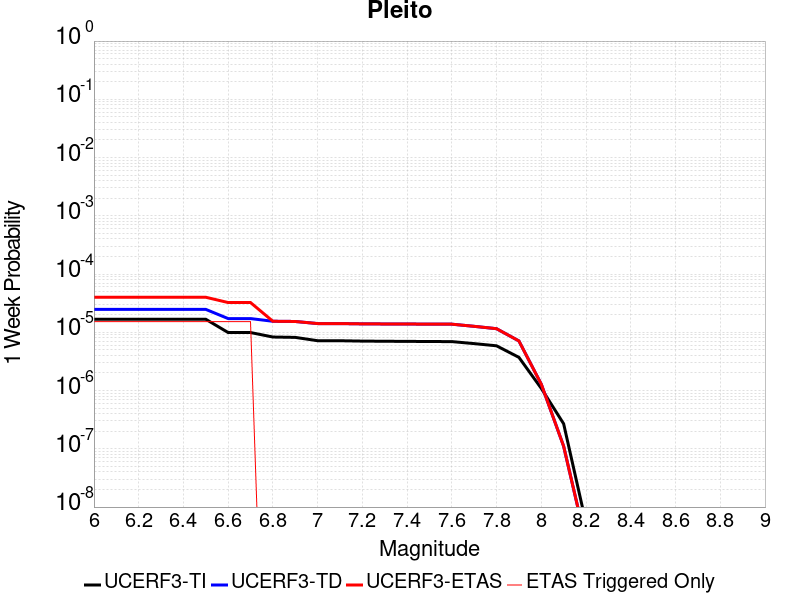 Pleito
10^0
10^-1
10^-2
10^-3
10^-4
10^-5
10^-6
10^-7
10^-8
1 Week Probability
6 6.2 6.4 6.6 6.8 7 7.2 7.4 7.6 7.8 8 8.2 8.4 8.6 8.8 9
Magnitude
UCERF3-TI UCERF3-TD UCERF3-ETAS ETAS Triggered Only